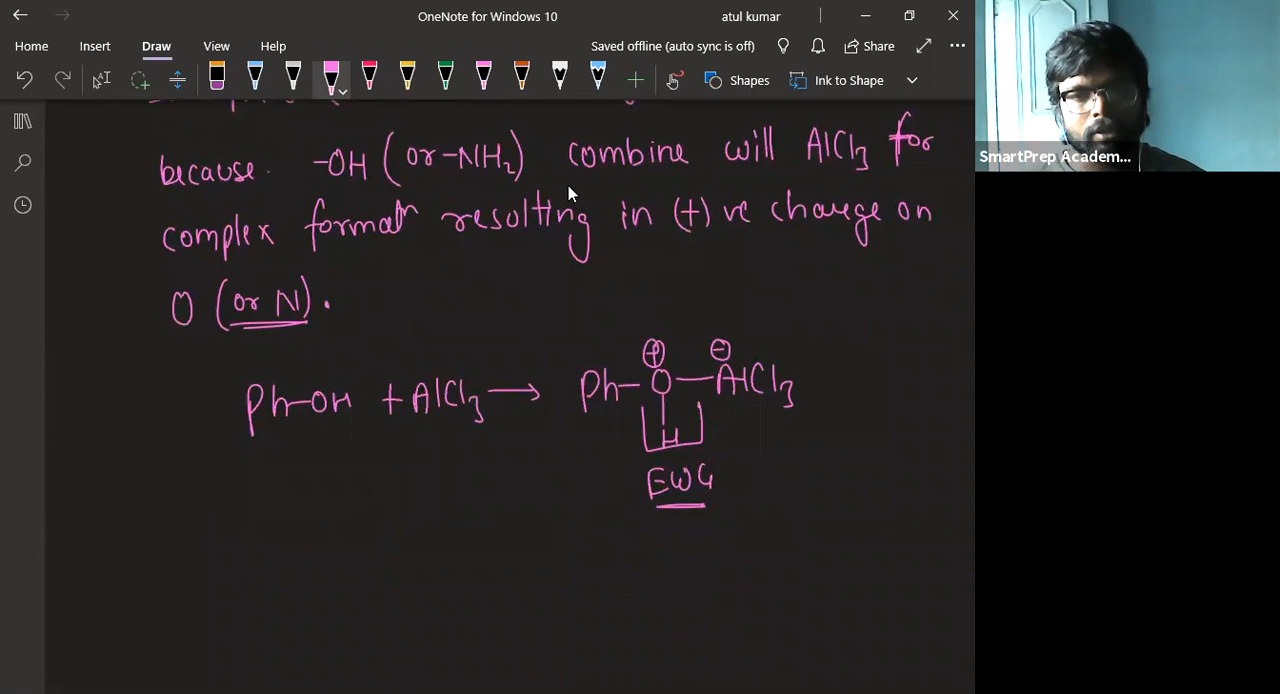 OneNote for Windows 10
atul kumar
Home Insert Draw View Help
Saved offline (auto sync is off)
Share
Shapes
Ink to Shape
SmartPrep Academ...
because. -OH (or -NH2) combine will AlCl3 for
complex formatn resulting in (+) ve charge on
O (or N).
Ph-OH + AlCl3 → Ph-O-AlCl3
⊕ ⊖
H
EWG